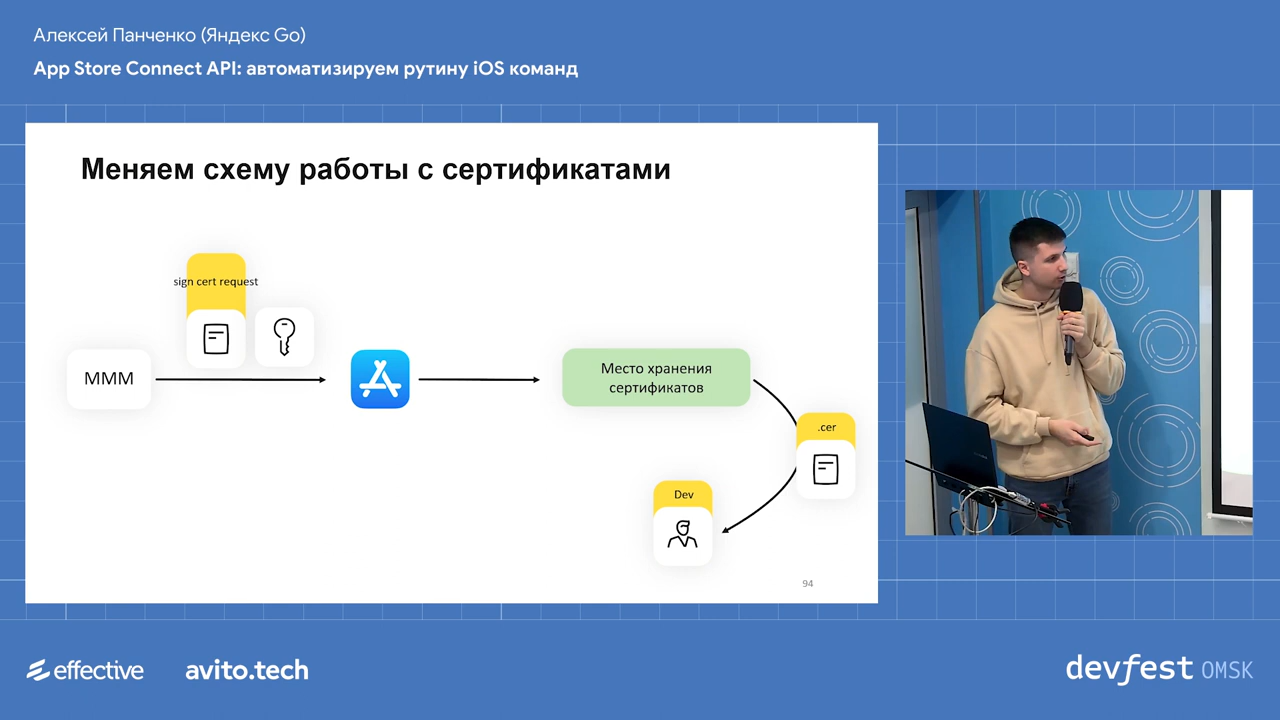 Алексей Панченко (Яндекс Go)
App Store Connect API: автоматизируем рутину iOS команд
Меняем схему работы с сертификатами
sign cert request
МММ
Место хранения
сертификатов
.cer
Dev
94
effective
avito.tech
devfest OMSK